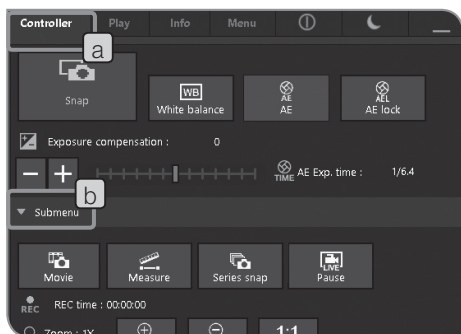 Controller Play Info Menu
a
Snap
WB
White balance
AE
AE
AEL
AE lock
Exposure compensation : 0
− + TIME AE Exp. time : 1/6.4
b
Submenu
Movie Measure Series snap LIVE Pause
REC REC time : 00:00:00
Zoom : 1X 1:1